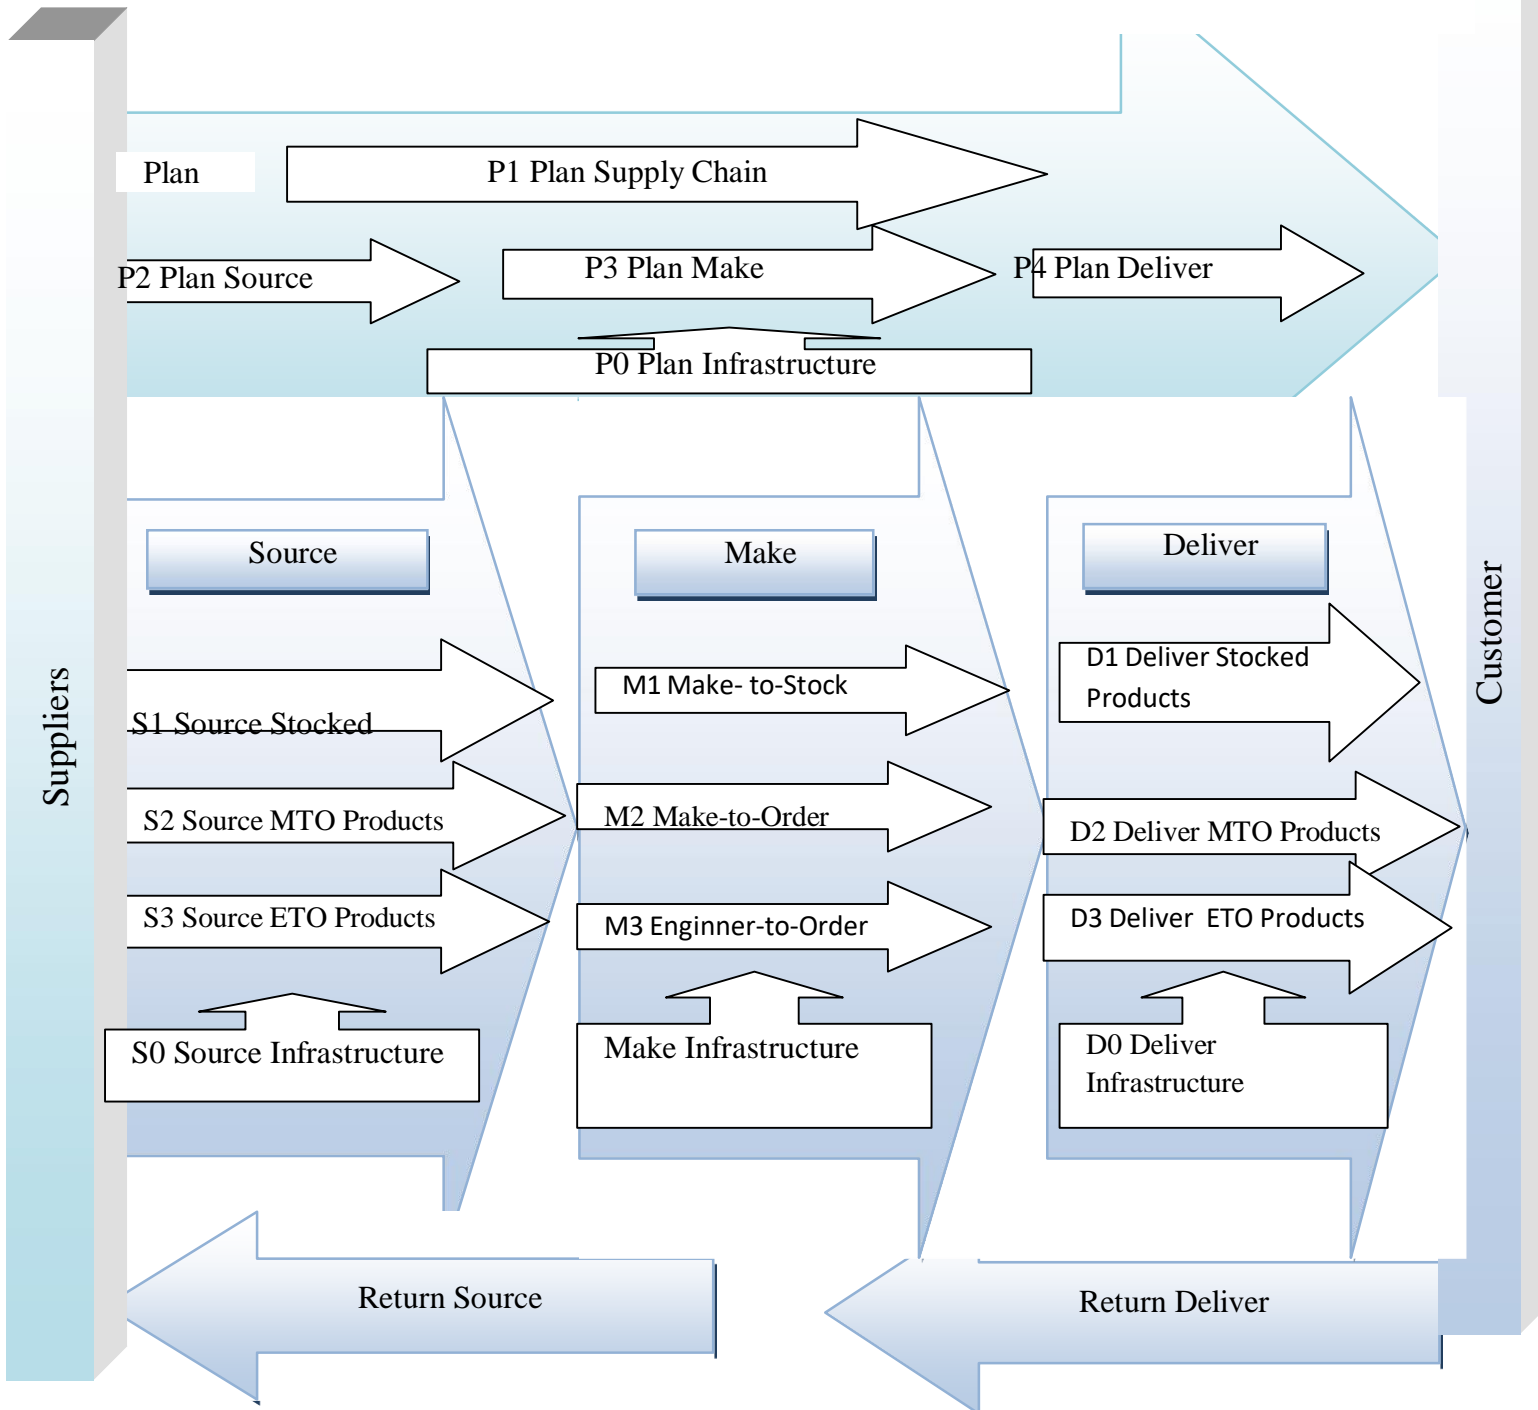 Plan
P1 Plan Supply Chain
P2 Plan Source
P3 Plan Make
P4 Plan Deliver
P0 Plan Infrastructure
Source
Make
Deliver
Suppliers
Customer
S1 Source Stocked
M1 Make- to-Stock
D1 Deliver Stocked
Products
S2 Source MTO Products
M2 Make-to-Order
D2 Deliver MTO Products
S3 Source ETO Products
M3 Enginner-to-Order
D3 Deliver  ETO Products
S0 Source Infrastructure
Make Infrastructure
D0 Deliver
Infrastructure
Return Source
Return Deliver